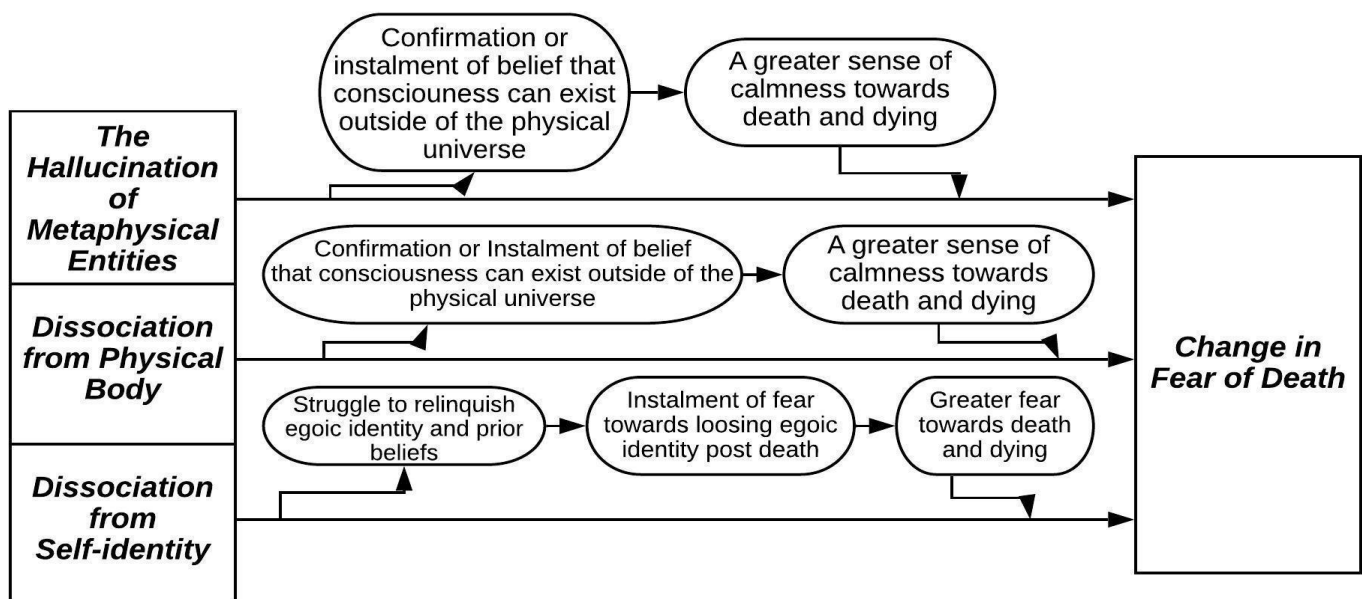 Confirmation or
instalment of belief that
consciouness can exist
outside of the physical
universe
A greater sense of
calmness towards
death and dying
The
Hallucination
of
Metaphysical
Entities
Confirmation or Instalment of belief
that consciousness can exist outside of the
physical universe
A greater sense of
calmness towards
death and dying
Dissociation
from Physical
Body
Struggle to relinquish
egoic identity and prior
beliefs
Instalment of fear
towards loosing egoic
identity post death
Greater fear
towards death
and dying
Dissociation
from
Self-identity
Change in
Fear of Death